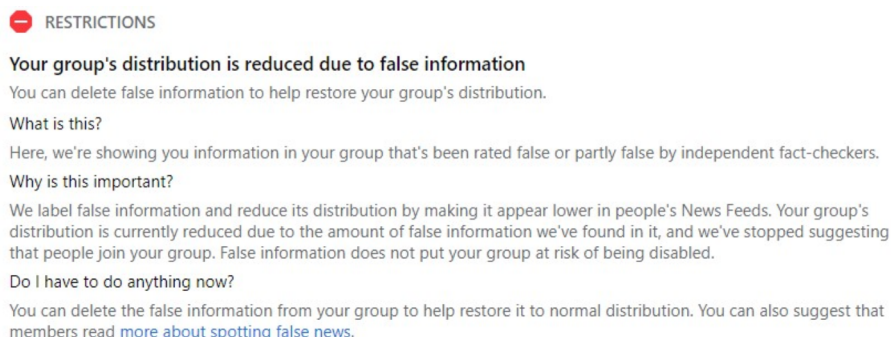 RESTRICTIONS
Your group's distribution is reduced due to false information
You can delete false information to help restore your group's distribution.
What is this?
Here, we're showing you information in your group that's been rated false or partly false by independent fact-checkers.
Why is this important?
We label false information and reduce its distribution by making it appear lower in people's News Feeds. Your group's
distribution is currently reduced due to the amount of false information we've found in it, and we've stopped suggesting
that people join your group. False information does not put your group at risk of being disabled.
Do I have to do anything now?
You can delete the false information from your group to help restore it to normal distribution. You can also suggest that
members read more about spotting false news.